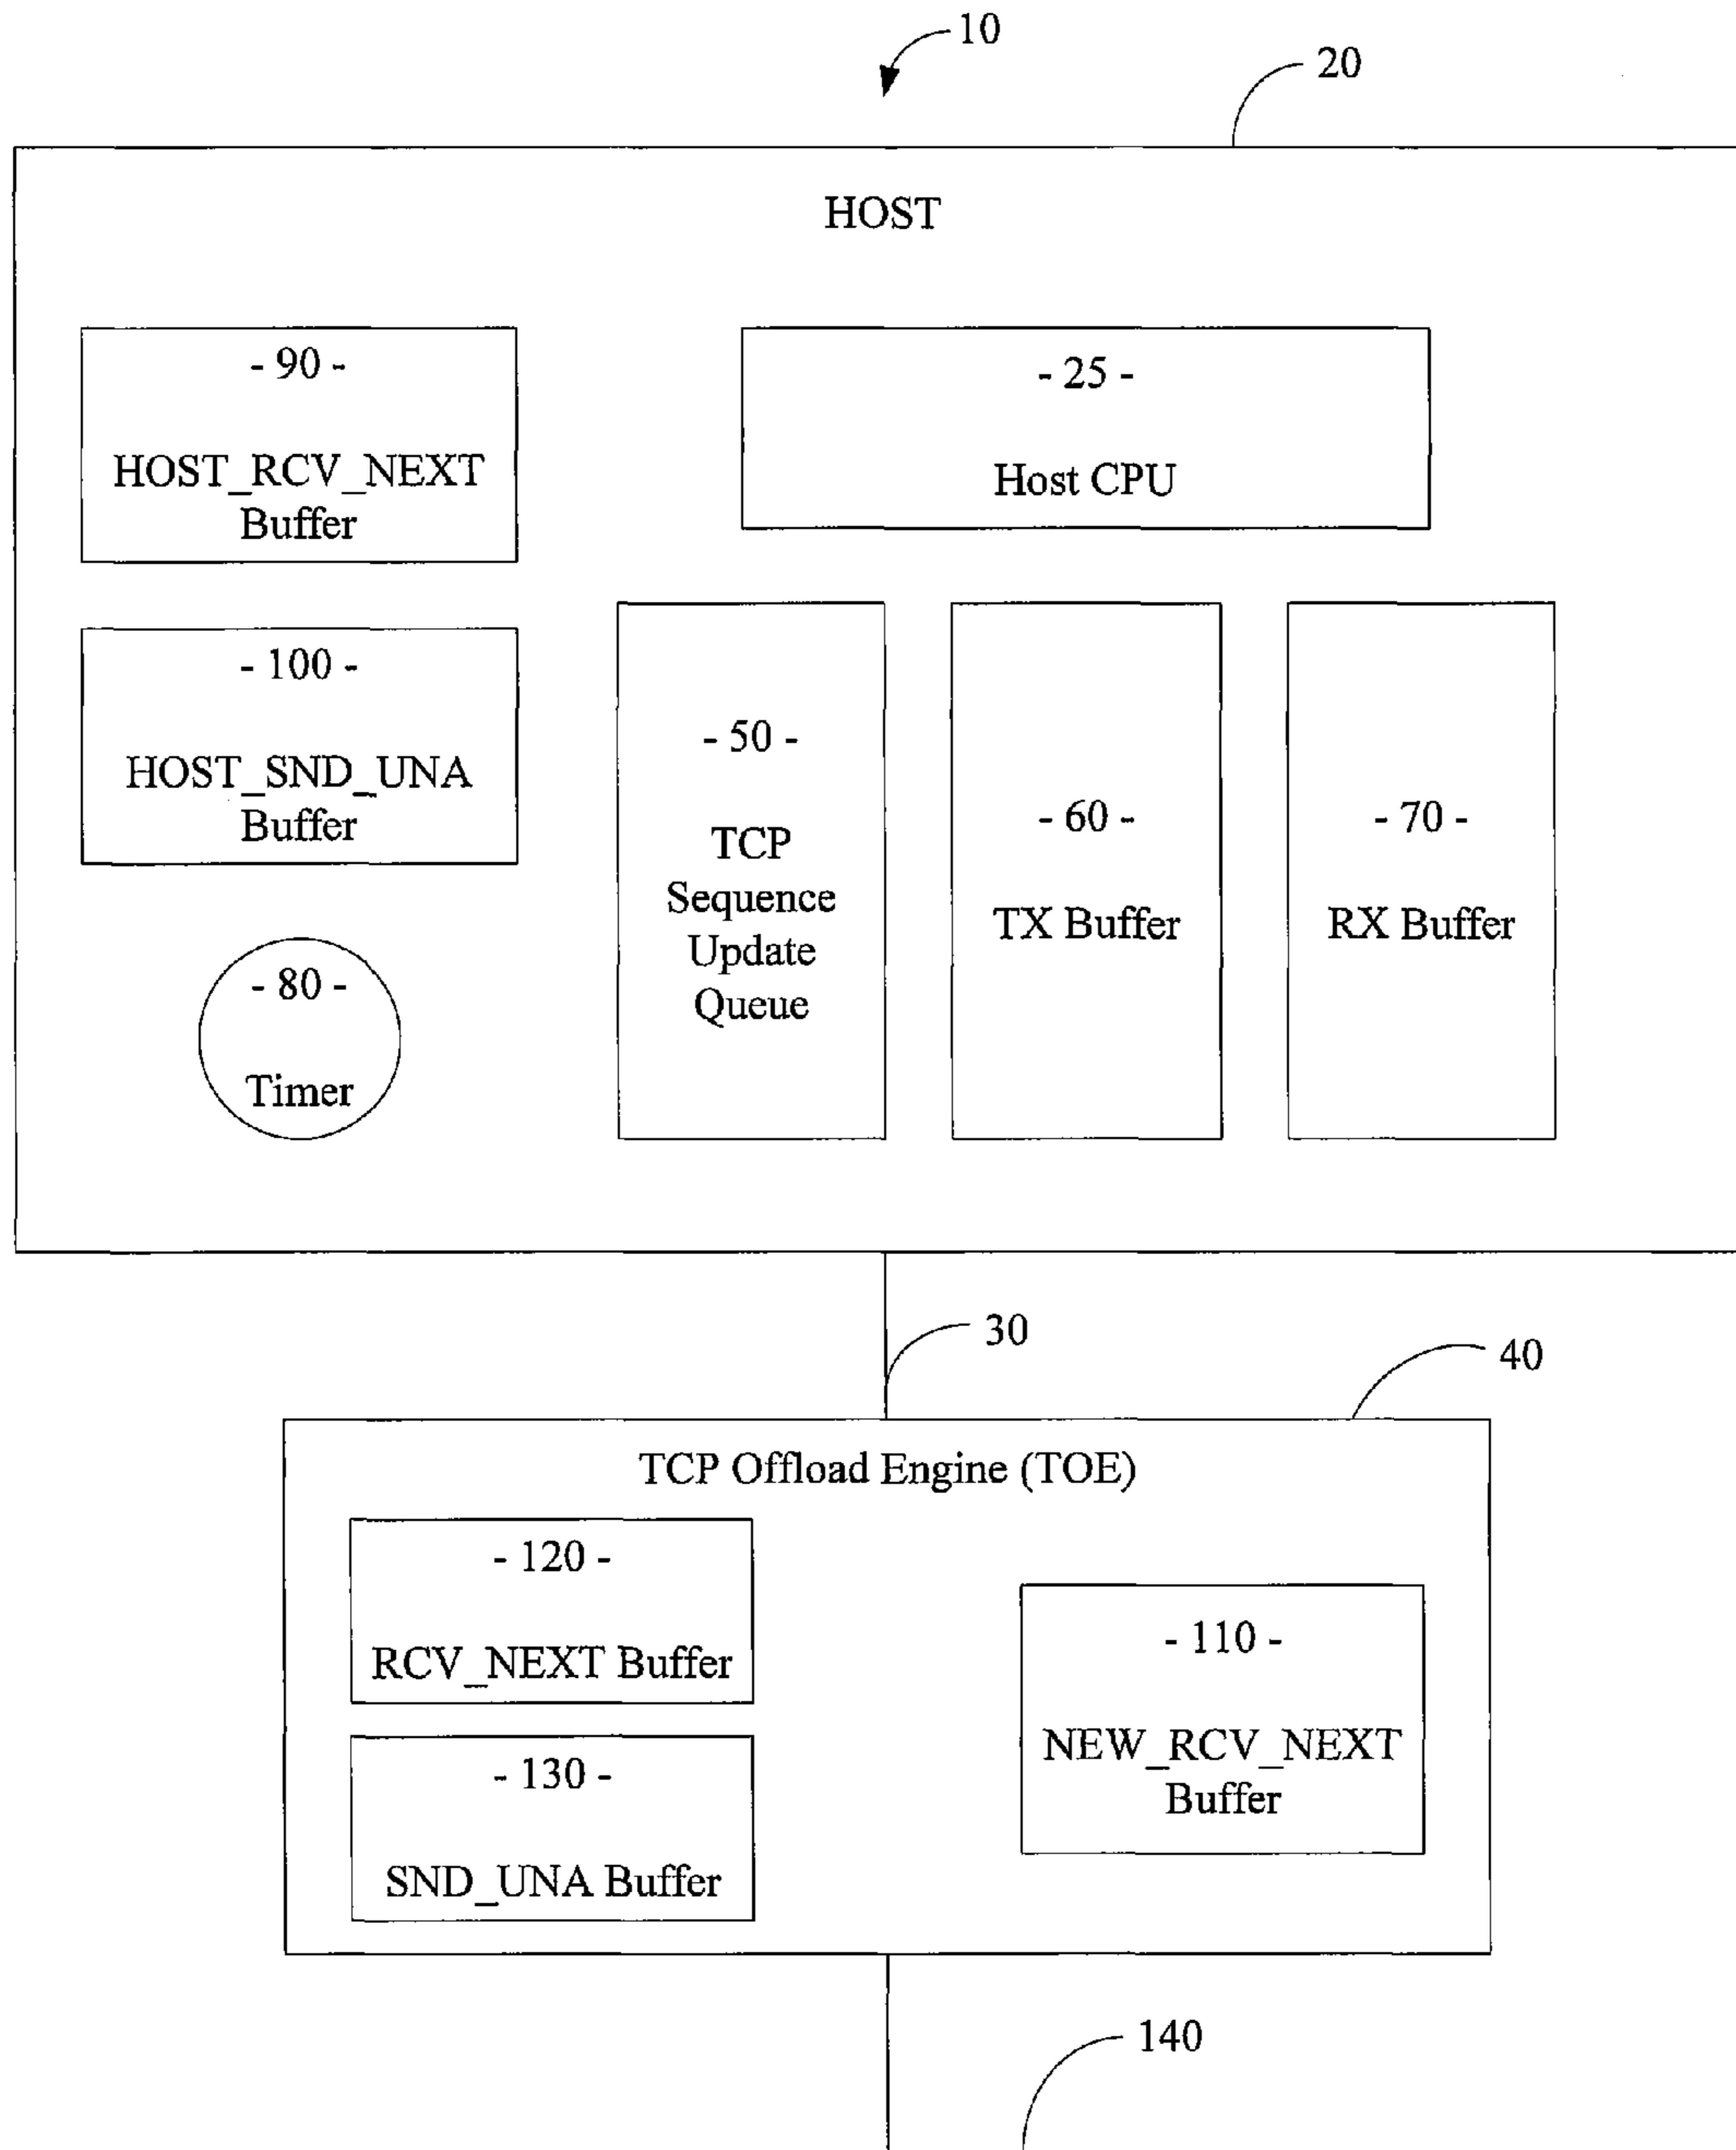 10
20
HOST
- 90 -
HOST_RCV_NEXT
Buffer
- 25 -
Host CPU
- 100 -
HOST_SND_UNA
Buffer
- 50 -
TCP
Sequence
Update
Queue
- 60 -
TX Buffer
- 70 -
RX Buffer
- 80 -
Timer
30
40
TCP Offload Engine (TOE)
- 120 -
RCV_NEXT Buffer
- 110 -
NEW_RCV_NEXT
Buffer
- 130 -
SND_UNA Buffer
140